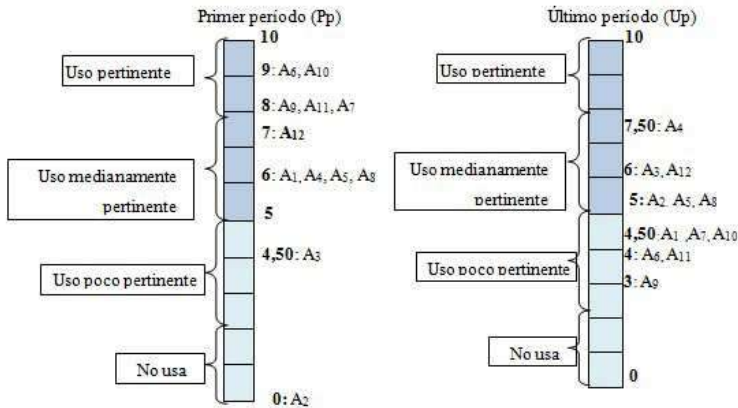 Primer período (Pp)
10
Uso pertinente
9: A6, A10
8: A9, A11, A7
7: A12
Uso medianamente
pertinente
6: A1, A4, A5, A8
5
4,50: A3
Uso poco pertinente
No usa
0: A2
Último período (Up)
10
Uso pertinente
7,50: A4
Uso medianamente
pertinente
6: A3, A12
5: A2 A5, A8
4,50 A1 ,A7, A10
4: A6, A11
Uso poco pertinente
3: A9
No usa
0